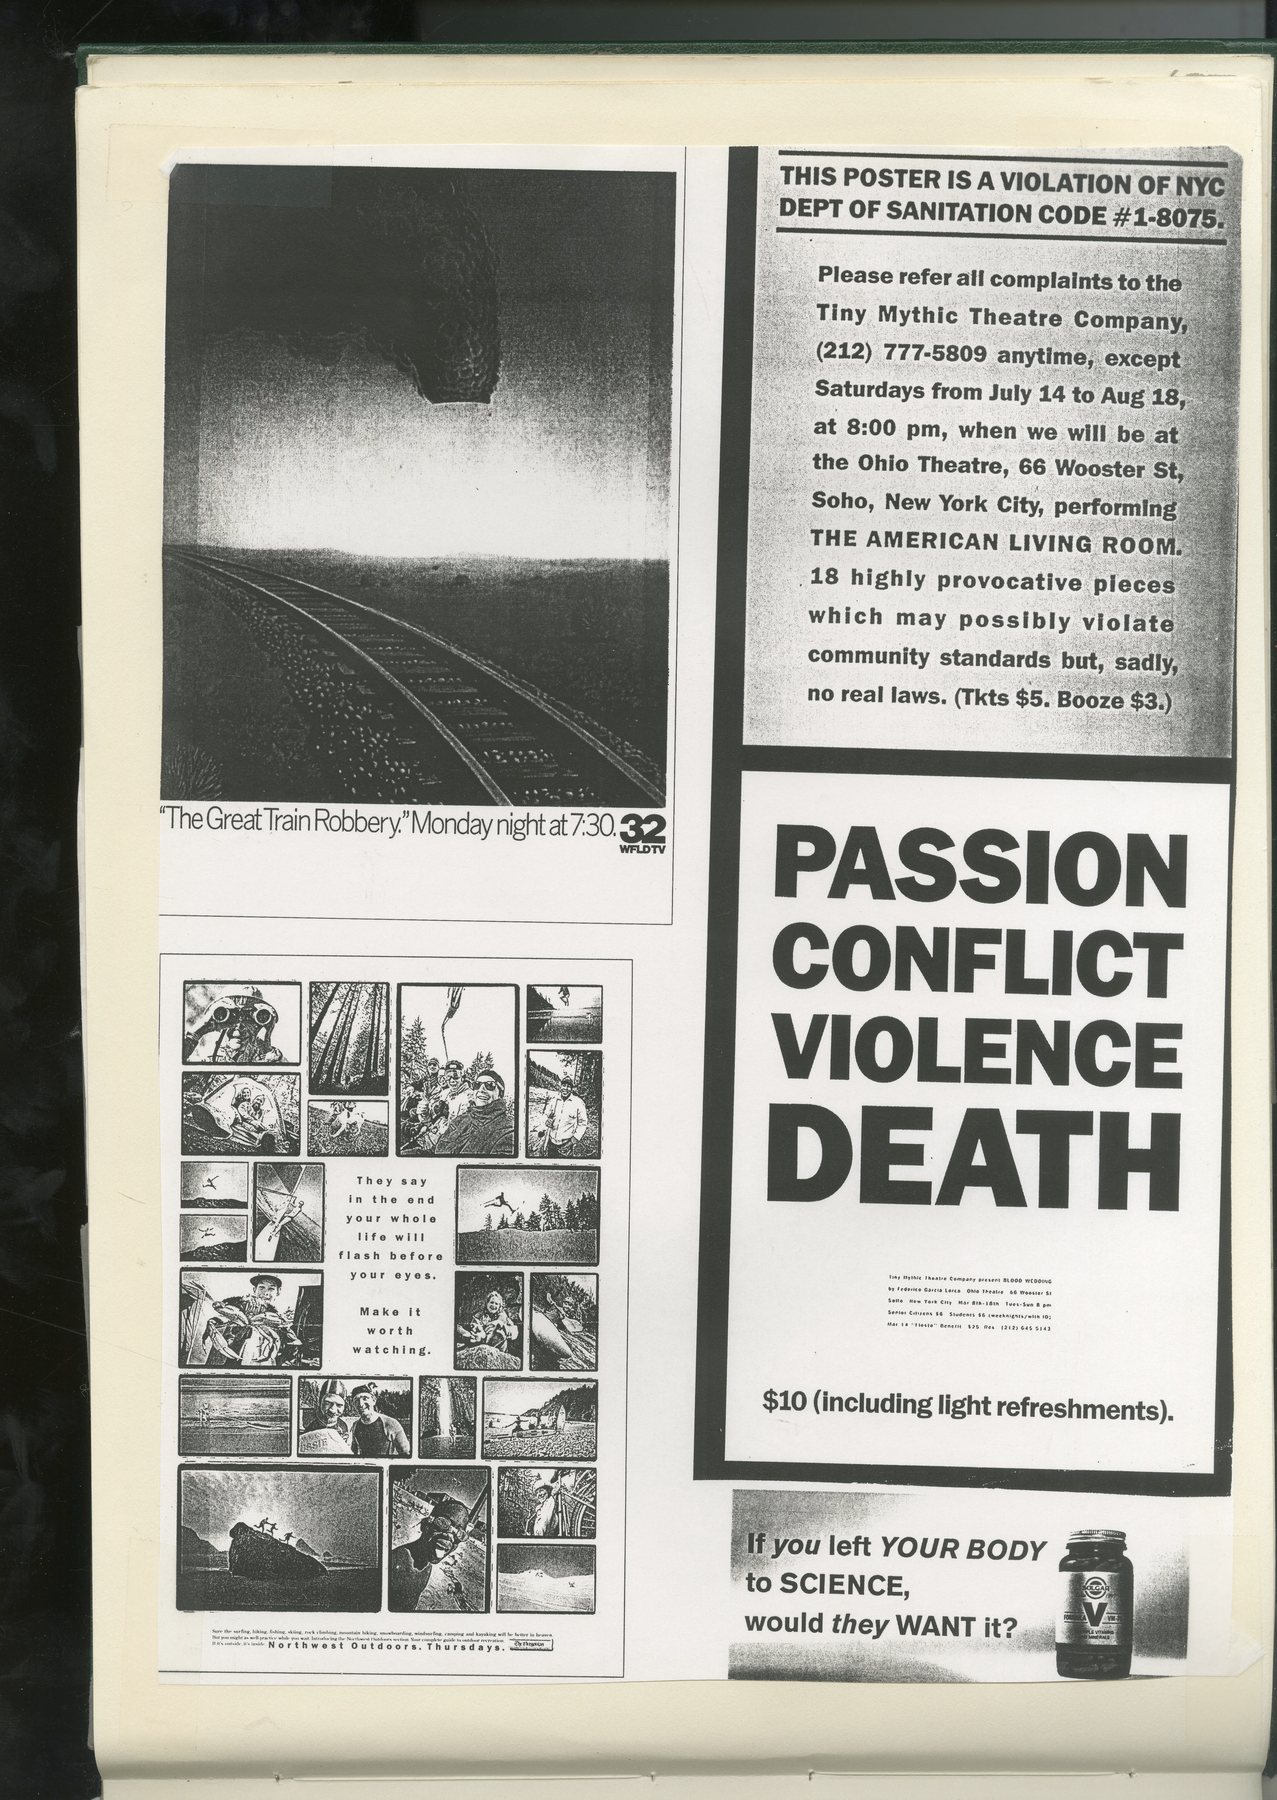 "The Great Train Robbery." Monday night at 7:30.
32
WFLD TV
They say
in the end
your whole
life will
flash before
your eyes.
Make it
worth
watching.
Sure the surfing, hiking, fishing, skiing, rock climbing, mountain biking, snowboarding, windsurfing, camping and kayaking will be better in heaven.
But you might as well practice while you wait. Introducing the Northwest Outdoors section. Your complete guide to outdoor recreation.
If it's outside, it's inside. Northwest Outdoors. Thursdays.
The Oregonian
THIS POSTER IS A VIOLATION OF NYC
DEPT OF SANITATION CODE #1-8075.
Please refer all complaints to the
Tiny Mythic Theatre Company,
(212) 777-5809 anytime, except
Saturdays from July 14 to Aug 18,
at 8:00 pm, when we will be at
the Ohio Theatre, 66 Wooster St,
Soho, New York City, performing
THE AMERICAN LIVING ROOM.
18 highly provocative pieces
which may possibly violate
community standards but, sadly,
no real laws. (Tkts $5. Booze $3.)
PASSION
CONFLICT
VIOLENCE
DEATH
Tiny Mythic Theatre Company present BLOOD WEDDING
by Federico Garcia Lorca Ohio Theatre 66 Wooster St
SoHo New York City Mar 8th-18th Tues-Sun 8 pm
Senior Citizens $6 Students $6 (weeknights/with ID)
Mar 14 "Fiesta" Benefit $25 Res (212) 645 5143
$10 (including light refreshments).
If you left YOUR BODY
to SCIENCE,
would they WANT it?
SOLGAR
FORMULA V VM-75